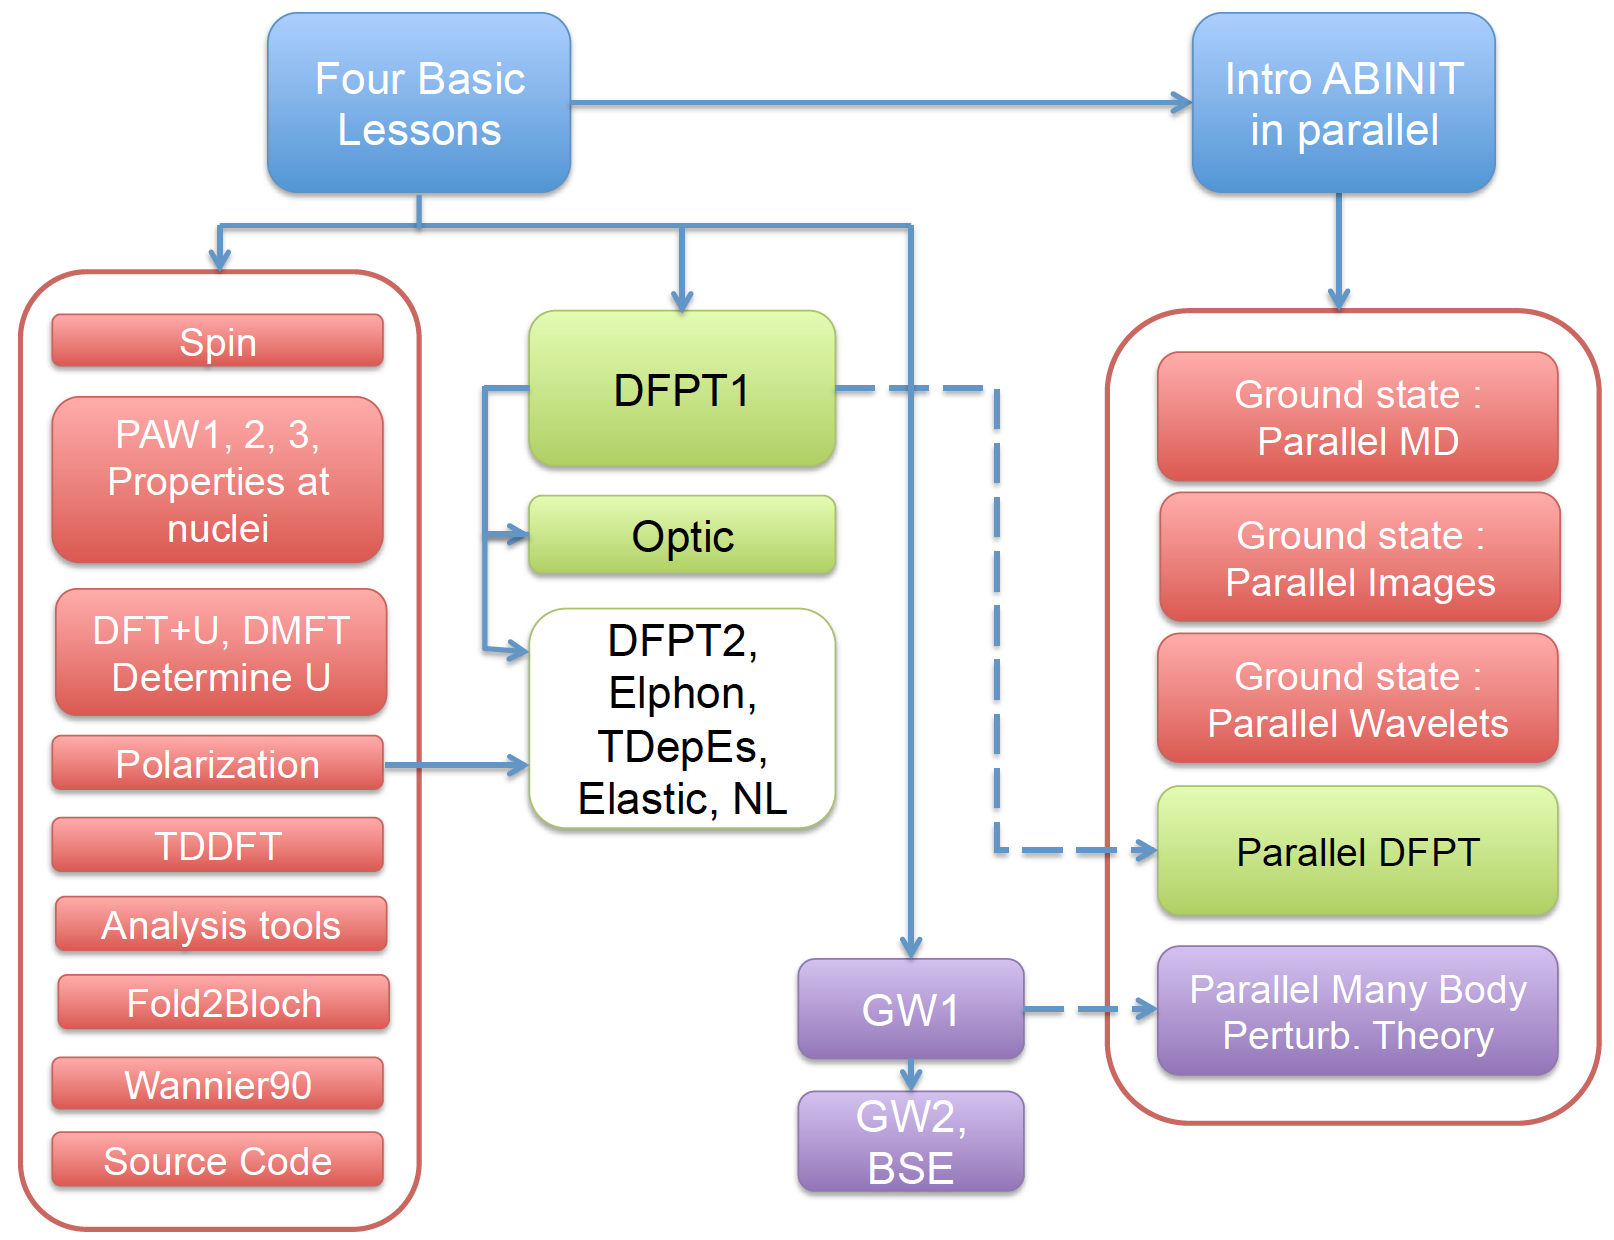 Four Basic
Lessons
Intro ABINIT
in parallel
Spin
PAW1, 2, 3,
Properties at
nuclei
DFT+U, DMFT
Determine U
Polarization
TDDFT
Analysis tools
Fold2Bloch
Wannier90
Source Code
DFPT1
Optic
DFPT2,
Elphon,
TDepEs,
Elastic, NL
GW1
GW2,
BSE
Ground state :
Parallel MD
Ground state :
Parallel Images
Ground state :
Parallel Wavelets
Parallel DFPT
Parallel Many Body
Perturb. Theory